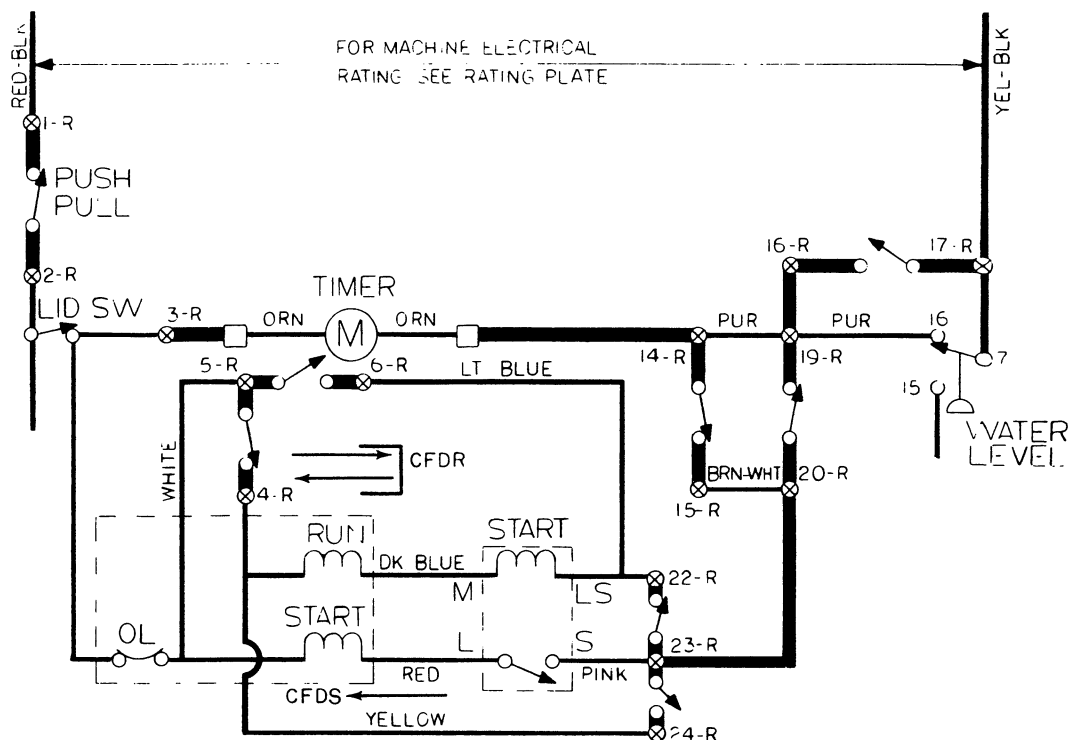 RED-BLK
FOR MACHINE ELECTRICAL
RATING SEE RATING PLATE
YEL-BLK
1-R
PUSH
PULL
2-R
LID SW
3-R
ORN
TIMER
M
ORN
16-R
17-R
PUR
PUR
16
14-R
19-R
7
5-R
6-R
LT BLUE
15
WATER
LEVEL
WHITE
CFDR
4-R
BRN-WHT
15-R
20-R
RUN
DK BLUE
START
M
LS
22-R
START
OL
L
S
23-R
RED
PINK
CFDS
YELLOW
24-R